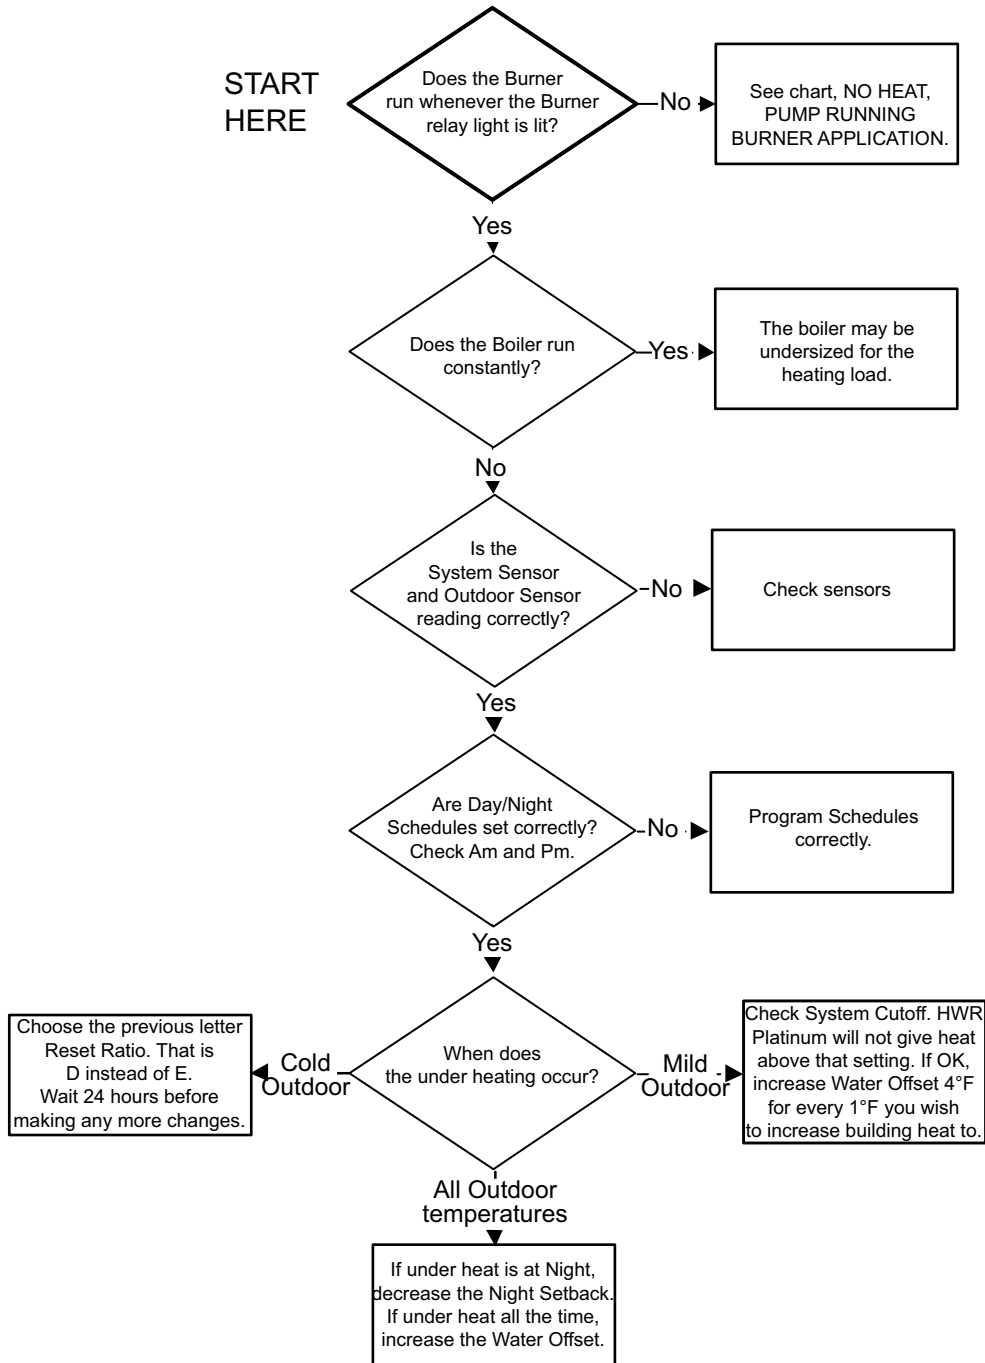 START
HERE
Does the Burner
run whenever the Burner
relay light is lit?
No
See chart, NO HEAT,
PUMP RUNNING
BURNER APPLICATION.
Yes
Does the Boiler run
constantly?
Yes
The boiler may be
undersized for the
heating load.
No
Is the
System Sensor
and Outdoor Sensor
reading correctly?
No
Check sensors
Yes
Are Day/Night
Schedules set correctly?
Check Am and Pm.
No
Program Schedules
correctly.
Yes
When does
the under heating occur?
Cold
Outdoor
Choose the previous letter
Reset Ratio. That is
D instead of E.
Wait 24 hours before
making any more changes.
Mild
Outdoor
Check System Cutoff. HWR
Platinum will not give heat
above that setting. If OK,
increase Water Offset 4°F
for every 1°F you wish
to increase building heat to.
All Outdoor
temperatures
If under heat is at Night,
decrease the Night Setback.
If under heat all the time,
increase the Water Offset.